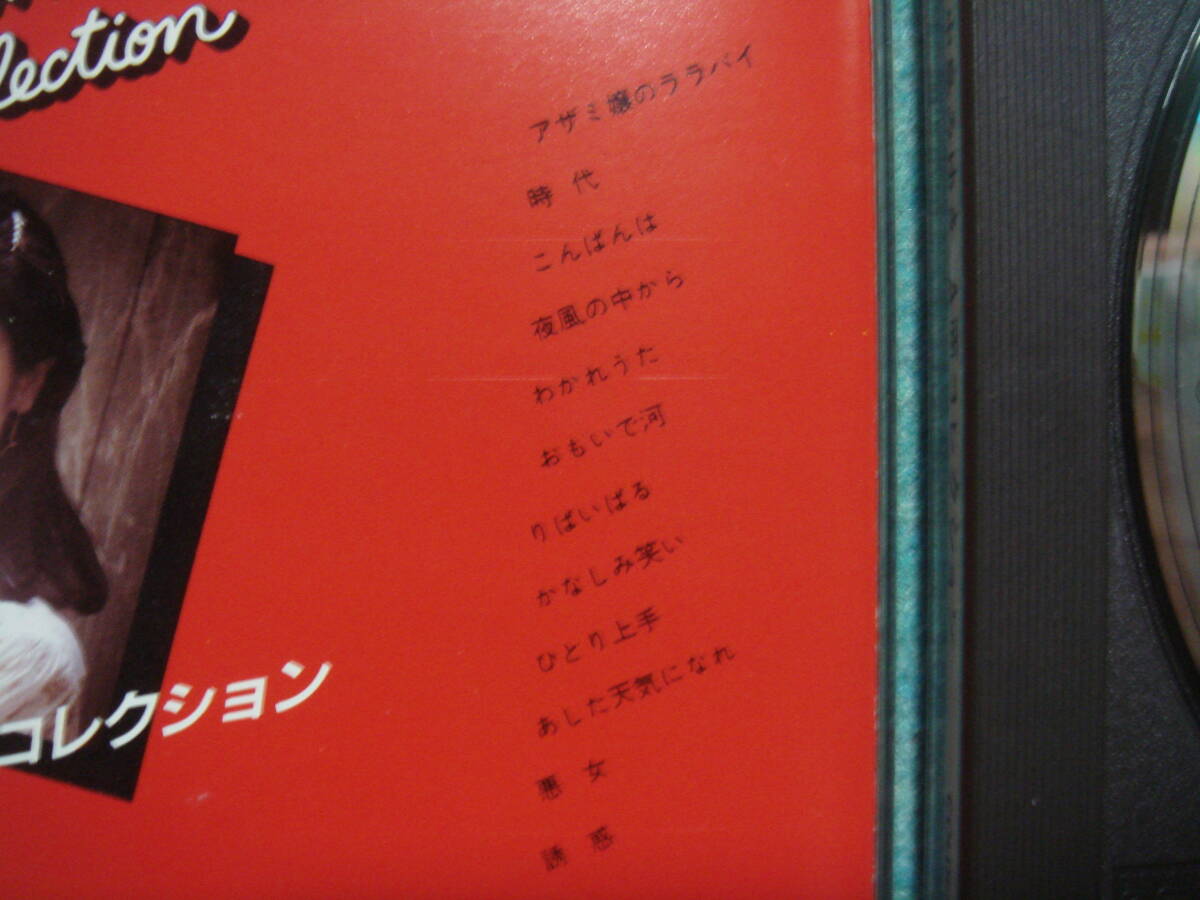 lection
アザミ嬢のララバイ
時代
こんばんは
夜風の中から
わかれうた
おもいで河
りばいばる
かなしみ笑い
ひとり上手
あした天気になれ
悪女
誘惑
コレクション